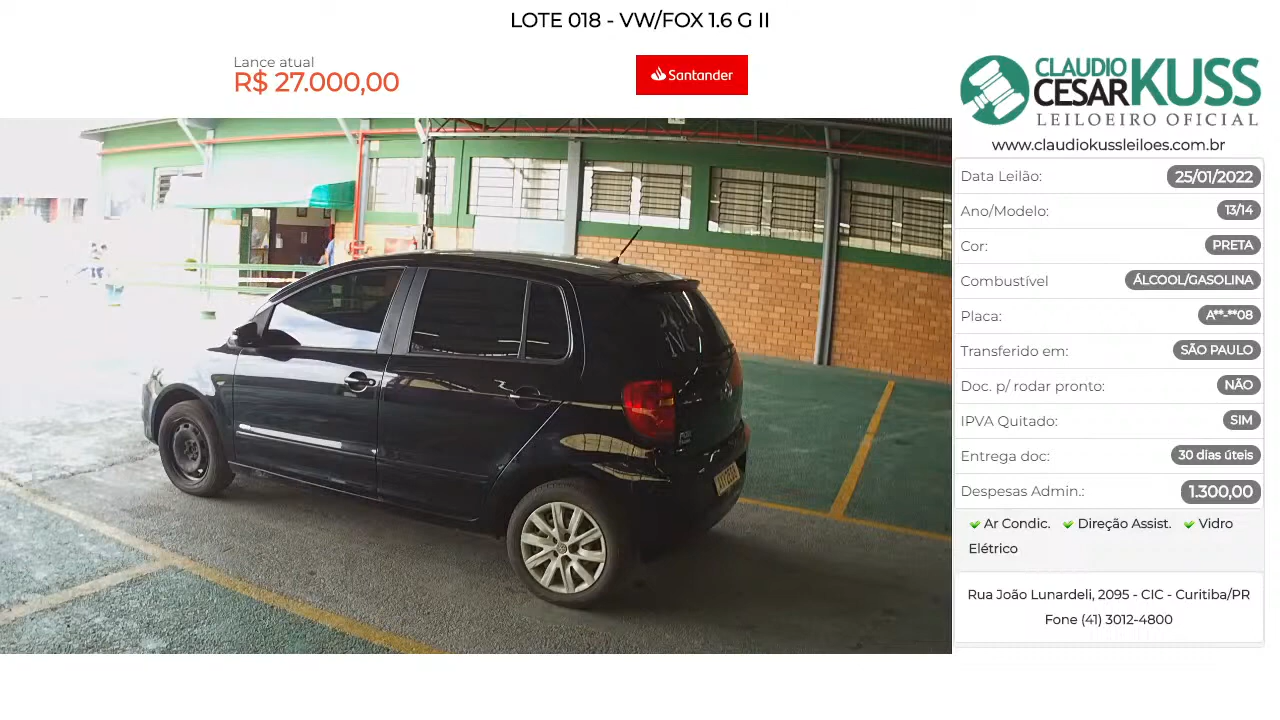 LOTE 018 - VW/FOX 1.6 G II
Lance atual
R$ 27.000,00
Santander
CLAUDIO
CESAR KUSS
LEILOEIRO OFICIAL
www.claudiokussleiloes.com.br
Data Leilão: 25/01/2022
Ano/Modelo: 13/14
Cor: PRETA
Combustível ÁLCOOL/GASOLINA
Placa: A**-**08
Transferido em: SÃO PAULO
Doc. p/ rodar pronto: NÃO
IPVA Quitado: SIM
Entrega doc: 30 dias úteis
Despesas Admin.: 1.300,00
Ar Condic. Direção Assist. Vidro
Elétrico
Rua João Lunardeli, 2095 - CIC - Curitiba/PR
Fone (41) 3012-4800